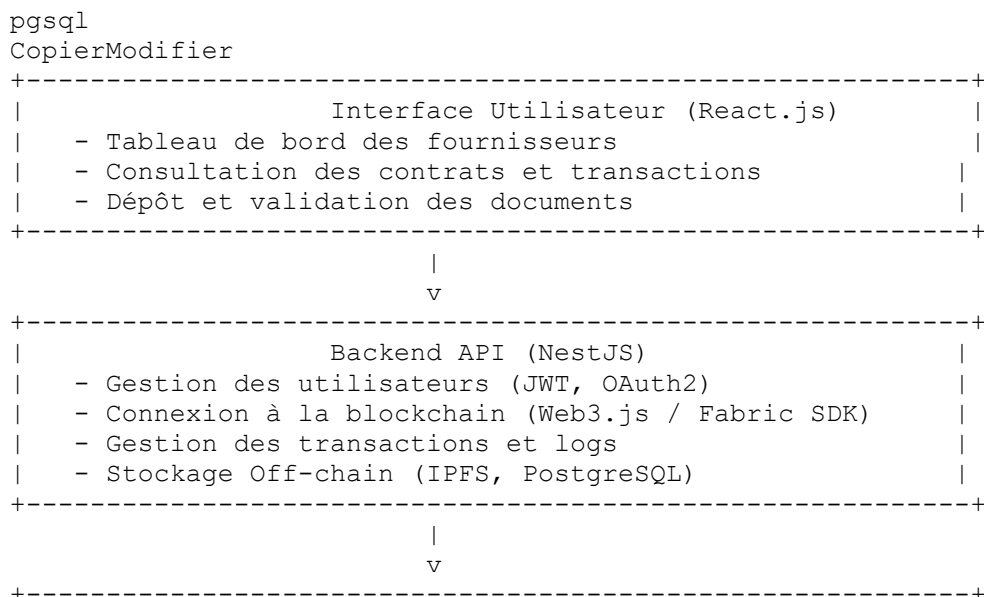 pgsql
CopierModifier
+-----------------------------------------------------------+
|                   Interface Utilisateur (React.js)        |
|   - Tableau de bord des fournisseurs                      |
|   - Consultation des contrats et transactions            |
|   - Dépôt et validation des documents                    |
+-----------------------------------------------------------+
                          |
                          v
+-----------------------------------------------------------+
|                   Backend API (NestJS)                   |
|   - Gestion des utilisateurs (JWT, OAuth2)               |
|   - Connexion à la blockchain (Web3.js / Fabric SDK)     |
|   - Gestion des transactions et logs                     |
|   - Stockage Off-chain (IPFS, PostgreSQL)                |
+-----------------------------------------------------------+
                          |
                          v
+-----------------------------------------------------------+